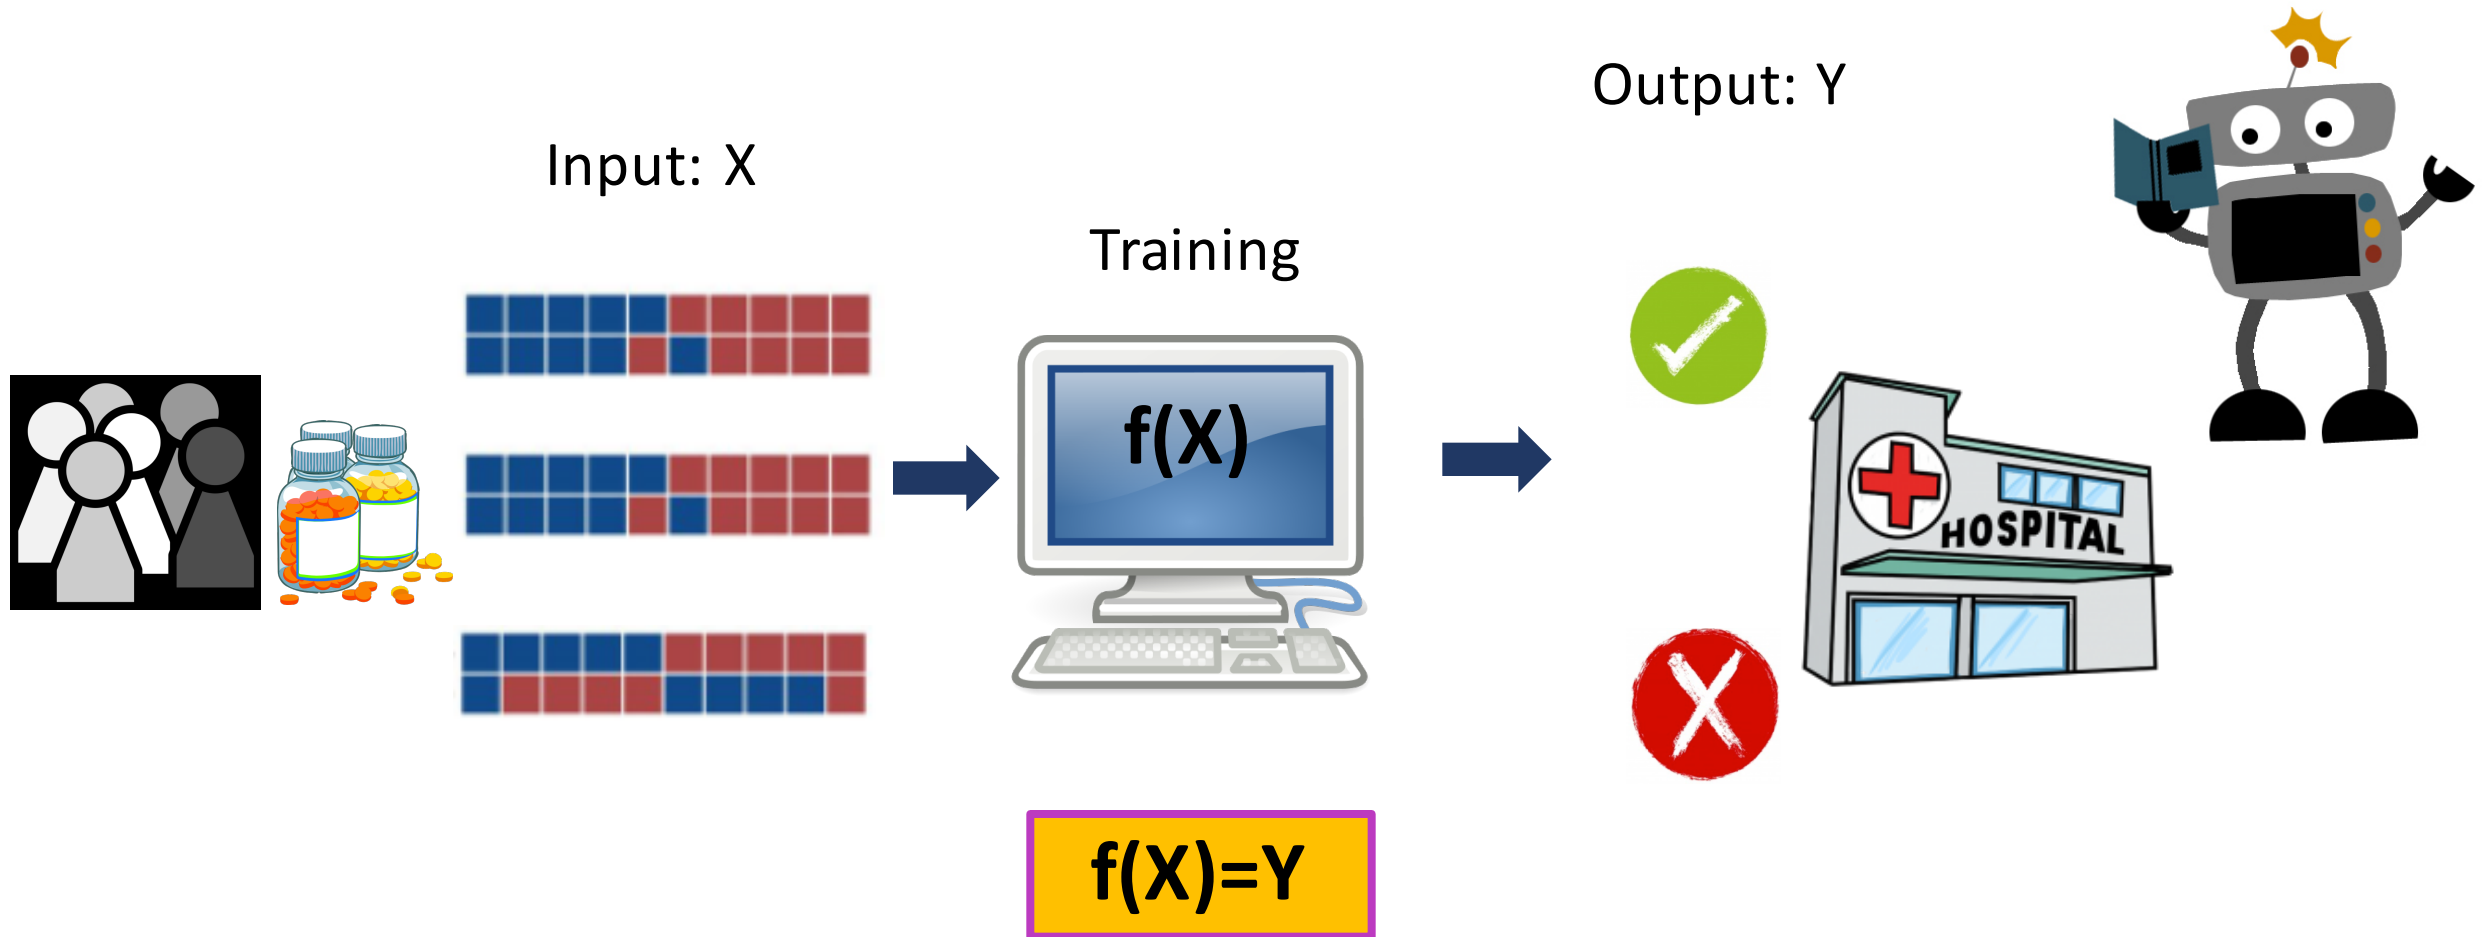 Input: X
Training
f(X)
Output: Y
HOSPITAL
f(X)=Y